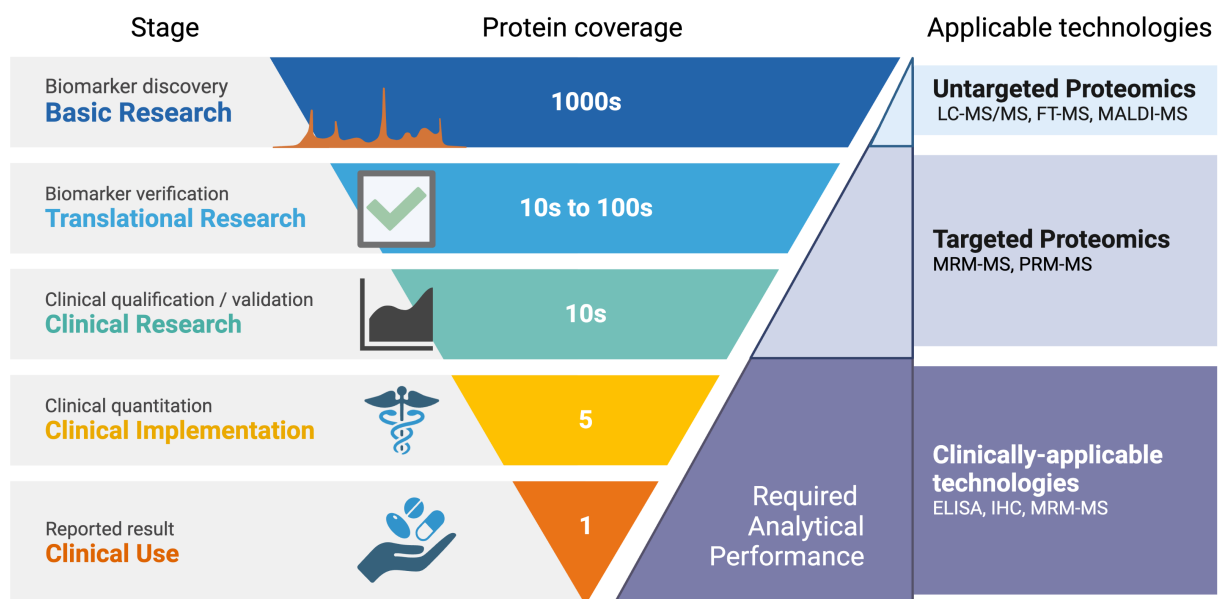 Stage
Protein coverage
Applicable technologies
Biomarker discovery
Basic Research
1000s
Untargeted Proteomics
LC-MS/MS, FT-MS, MALDI-MS
Biomarker verification
Translational Research
10s to 100s
Targeted Proteomics
MRM-MS, PRM-MS
Clinical qualification / validation
Clinical Research
10s
Clinical quantitation
Clinical Implementation
5
Clinically-applicable
technologies
ELISA, IHC, MRM-MS
Reported result
Clinical Use
1
Required
Analytical
Performance